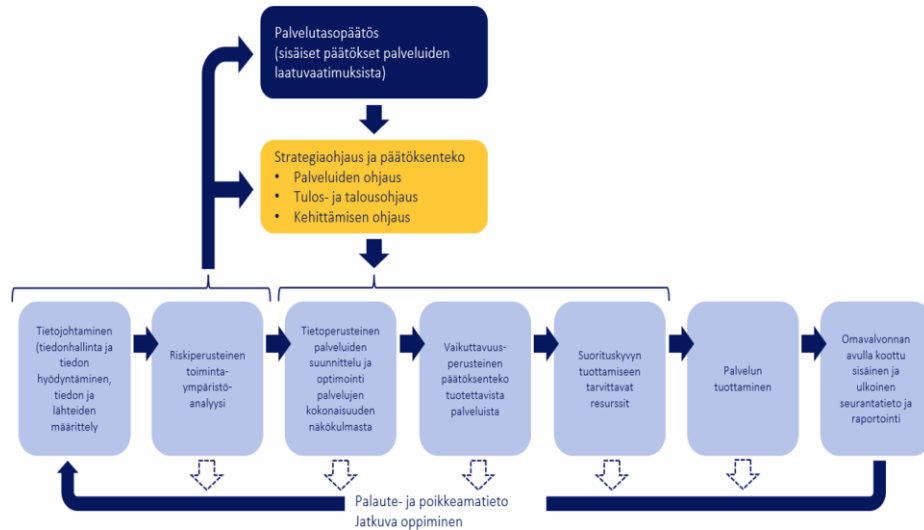 Palvelutasopäätös
(sisäiset päätökset palveluiden
laatuvaatimuksista)
Strategiaohjaus ja päätöksenteko
• Palveluiden ohjaus
• Tulos- ja talousohjaus
• Kehittämisen ohjaus
Tietojohtaminen
(tiedonhallinta ja
tiedon
hyödyntäminen,
tiedon ja
lähteiden
määrittely
Riskiperusteinen
toiminta-
ympäristö-
analyysi
Tietoperusteinen
palveluiden
suunnittelu ja
optimointi
palvelujen
kokonaisuuden
näkökulmasta
Vaikuttavuus-
perusteinen
päätöksenteko
tuotettavista
palveluista
Suorituskyvyn
tuottamiseen
tarvittavat
resurssit
Palvelun
tuottaminen
Omavalvonnan
avulla koottu
sisäinen ja
ulkoinen
seurantatieto ja
raportointi
Palaute- ja poikkeamatieto
Jatkuva oppiminen